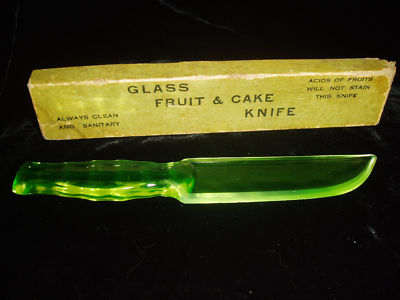 GLASS
FRUIT & CAKE
KNIFE
ALWAYS CLEAN
AND SANITARY
ACIDS OF FRUITS
WILL NOT STAIN
THIS KNIFE